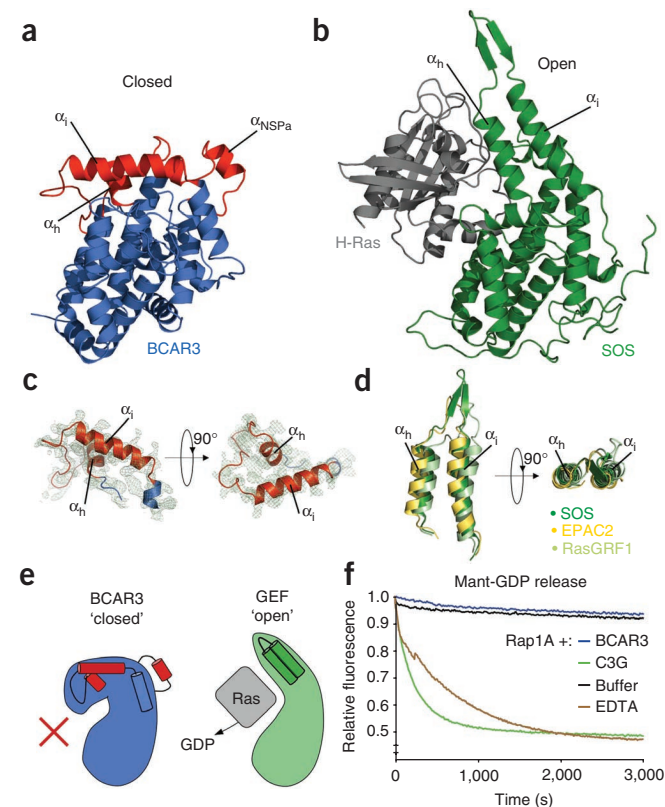 a
Closed
αi
αNSPa
αh
BCAR3
b
Open
αh
αi
H-Ras
SOS
c
αi
αh
90°
αh
αi
d
αh
αi
90°
αh
αi
• SOS
• EPAC2
• RasGRF1
e
BCAR3
'closed'
GEF
'open'
Ras
GDP
f
Mant-GDP release
Relative fluorescence
1.0
0.9
0.8
0.7
0.6
0.5
Rap1A +:
BCAR3
C3G
Buffer
EDTA
0
1,000
2,000
3,000
Time (s)